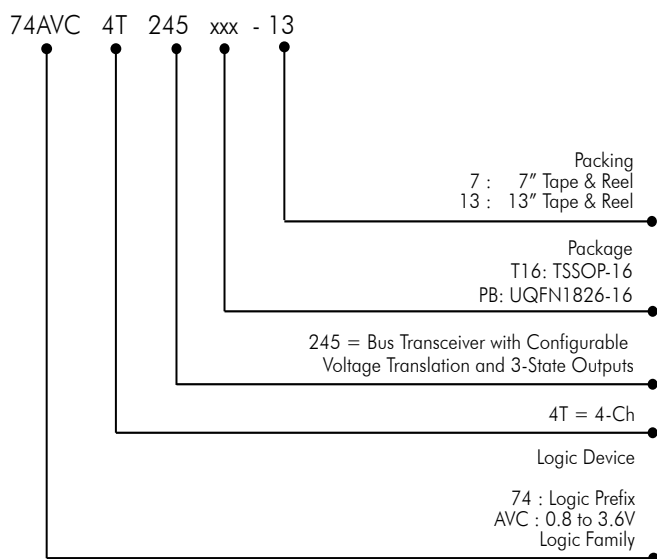 74AVC 4T 245 xxx - 13
Packing
7 : 7” Tape & Reel
13 : 13” Tape & Reel
Package
T16: TSSOP-16
PB: UQFN1826-16
245 = Bus Transceiver with Configurable
Voltage Translation and 3-State Outputs
4T = 4-Ch
Logic Device
74 : Logic Prefix
AVC : 0.8 to 3.6V
Logic Family